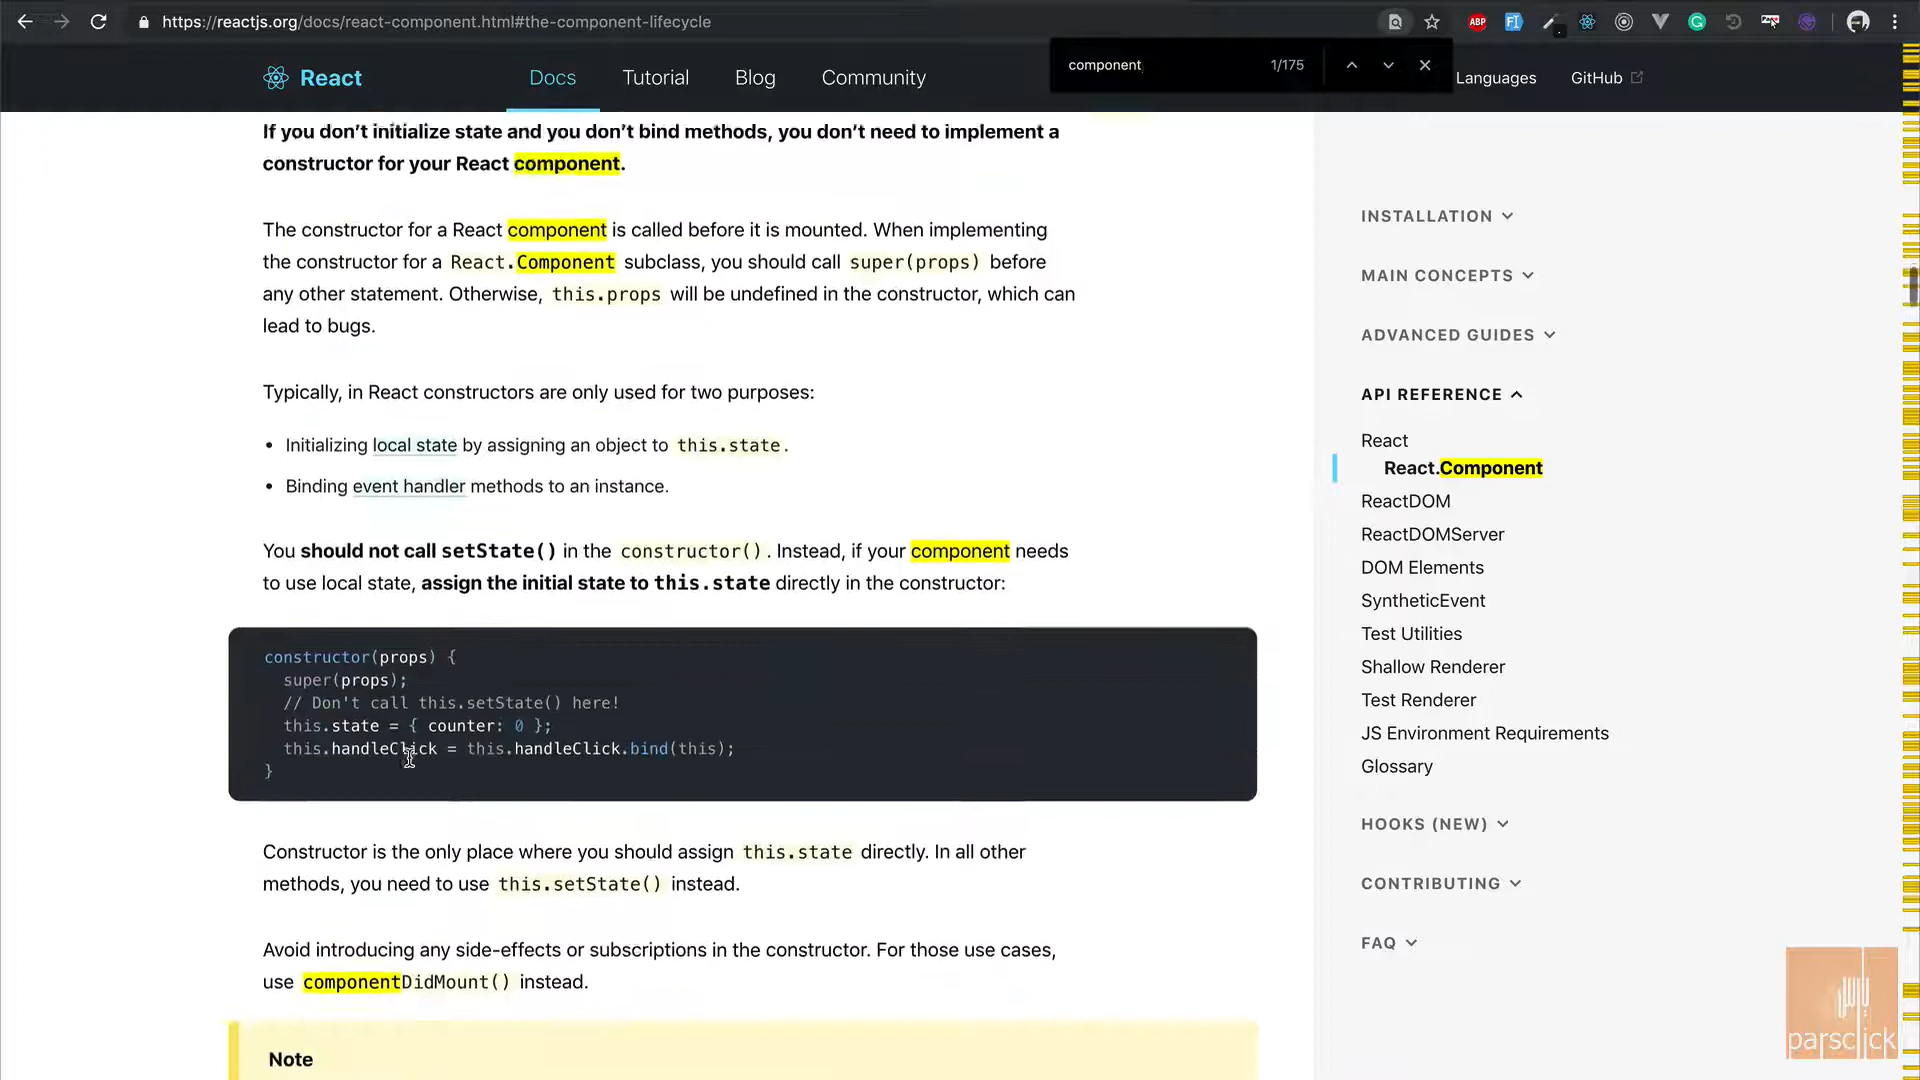 https://reactjs.org/docs/react-component.html#the-component-lifecycle
React
Docs
Tutorial
Blog
Community
component
1/175
Languages
GitHub
If you don't initialize state and you don't bind methods, you don't need to implement a
constructor for your React component.
The constructor for a React component is called before it is mounted. When implementing
the constructor for a React.Component subclass, you should call super(props) before
any other statement. Otherwise, this.props will be undefined in the constructor, which can
lead to bugs.
Typically, in React constructors are only used for two purposes:
• Initializing local state by assigning an object to this.state.
• Binding event handler methods to an instance.
You should not call setState() in the constructor(). Instead, if your component needs
to use local state, assign the initial state to this.state directly in the constructor:
constructor(props) {
super(props);
// Don't call this.setState() here!
this.state = { counter: 0 };
this.handleClick = this.handleClick.bind(this);
}
Constructor is the only place where you should assign this.state directly. In all other
methods, you need to use this.setState() instead.
Avoid introducing any side-effects or subscriptions in the constructor. For those use cases,
use componentDidMount() instead.
Note
INSTALLATION
MAIN CONCEPTS
ADVANCED GUIDES
API REFERENCE
React
React.Component
ReactDOM
ReactDOMServer
DOM Elements
SyntheticEvent
Test Utilities
Shallow Renderer
Test Renderer
JS Environment Requirements
Glossary
HOOKS (NEW)
CONTRIBUTING
FAQ
parsclick
ABP